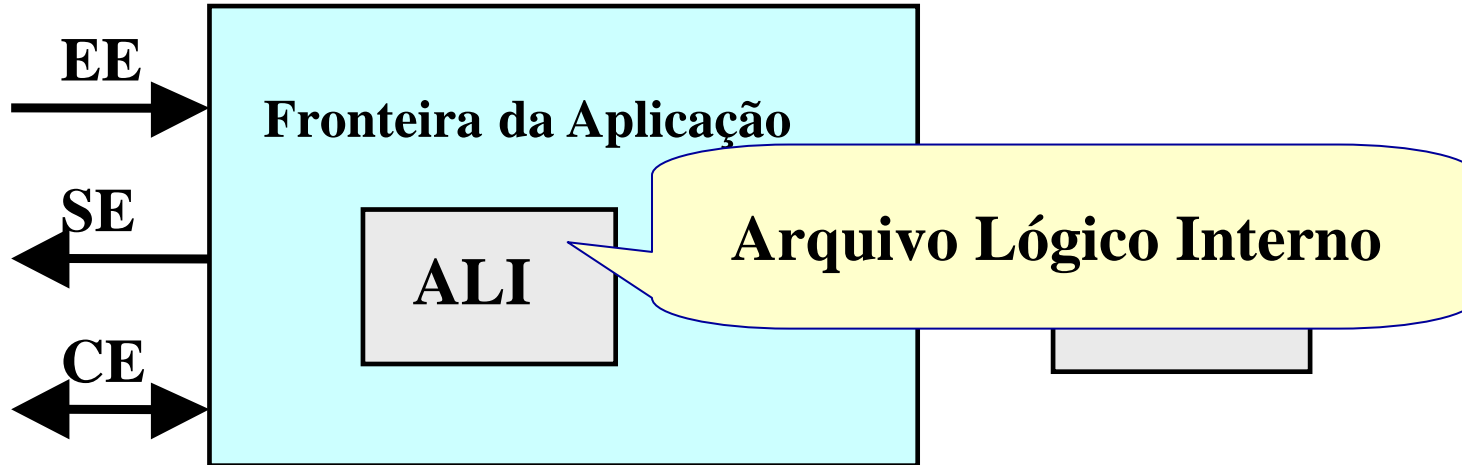 EE
Fronteira da Aplicação
SE
Arquivo Lógico Interno
ALI
CE